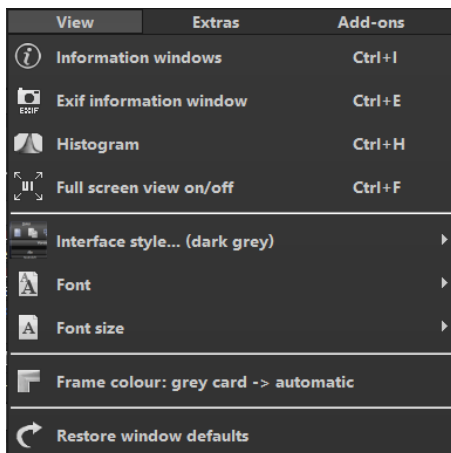 View Extras Add-ons
Information windows Ctrl+I
EXIF Exif information window Ctrl+E
Histogram Ctrl+H
UI Full screen view on/off Ctrl+F
Interface style... (dark grey)
A A Font
A Font size
Frame colour: grey card -> automatic
Restore window defaults